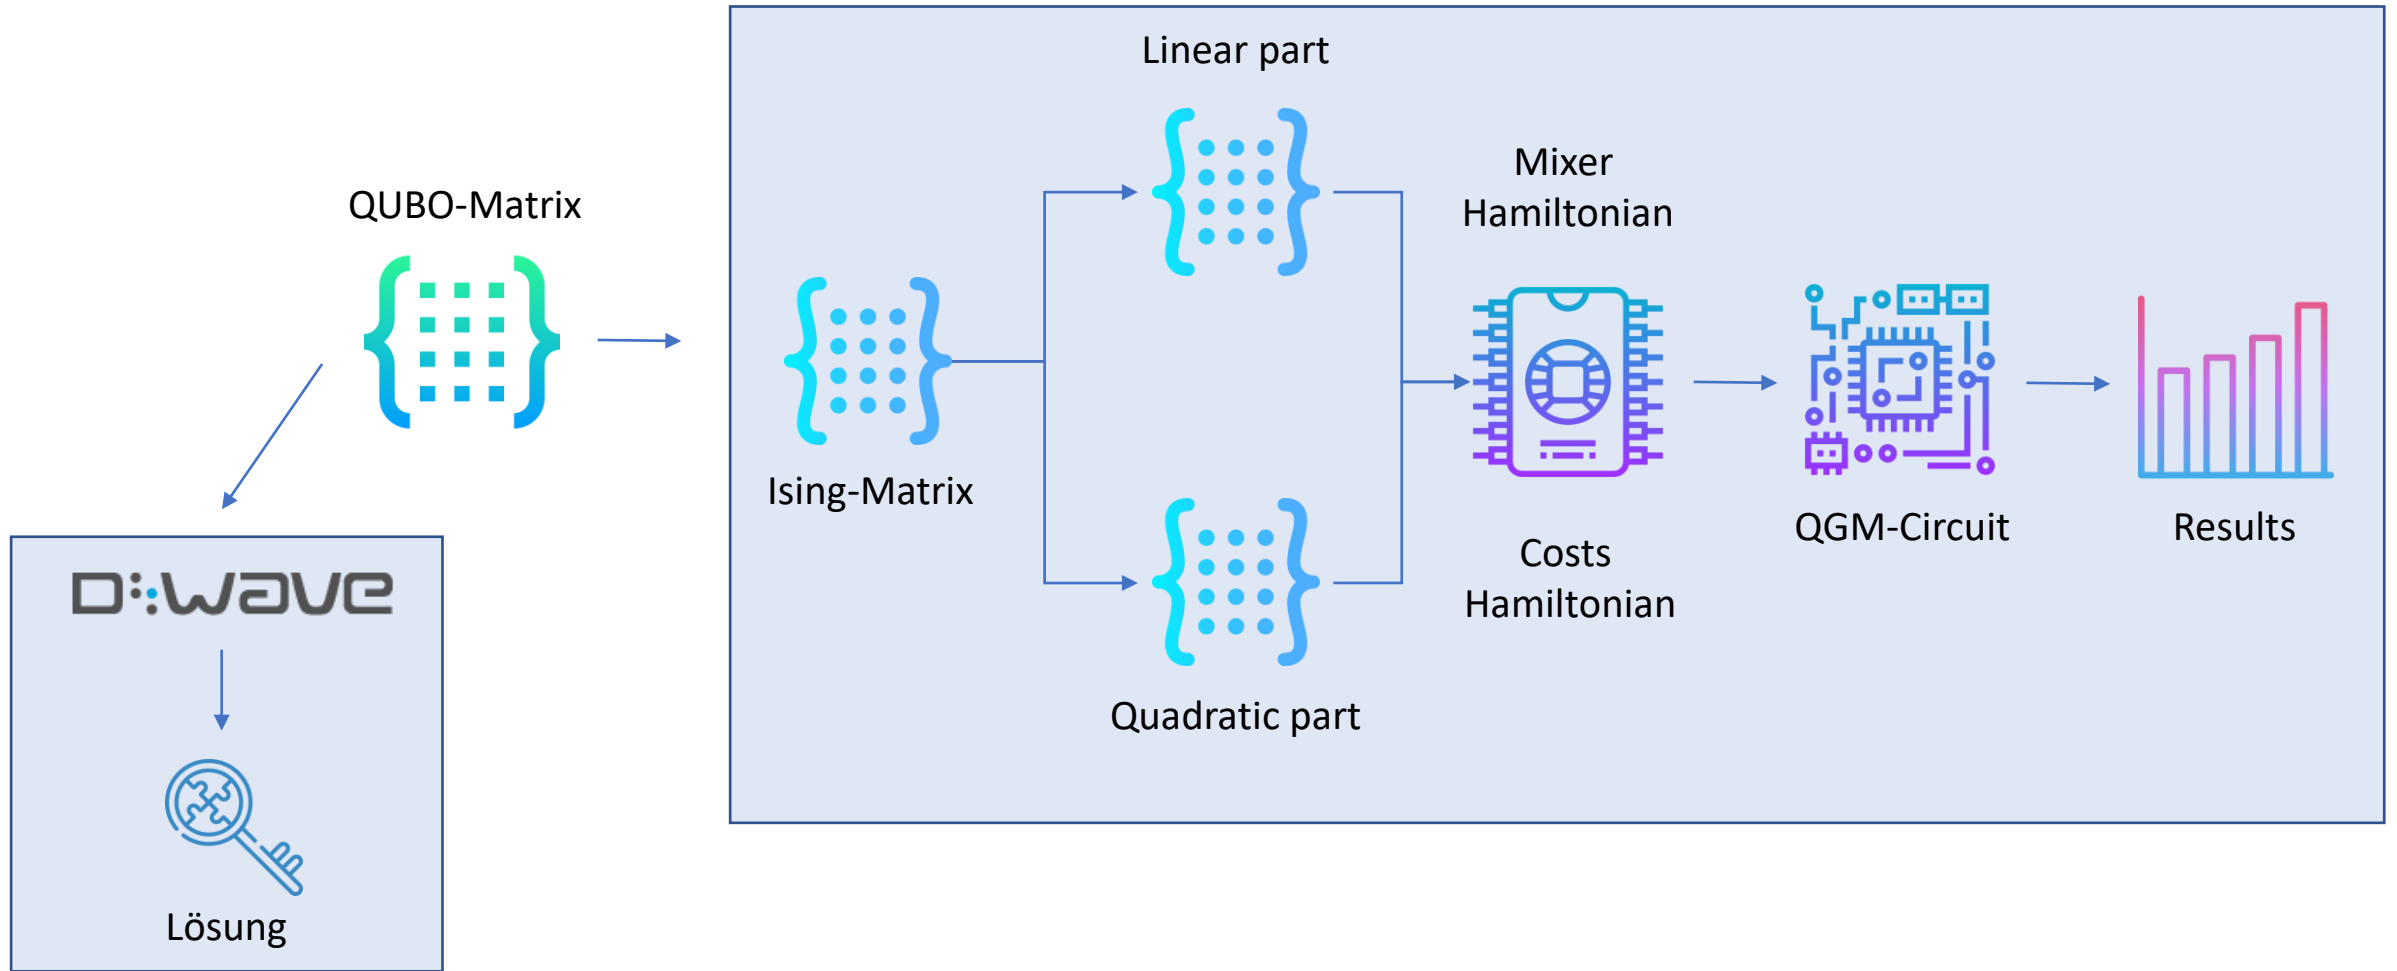 Linear part
Mixer
Hamiltonian
QUBO-Matrix
Ising-Matrix
QGM-Circuit
Results
Costs
Hamiltonian
D:wave
Quadratic part
Lösung